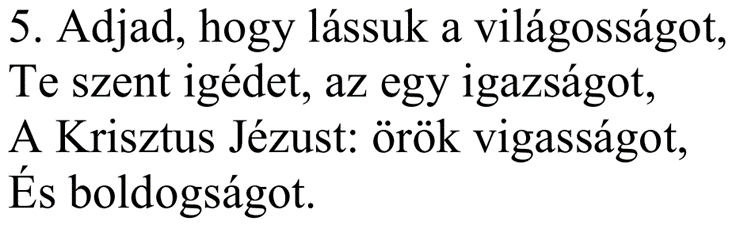 5. Adjad, hogy lássuk a világosságot,
Te szent igédet, az egy igazságot,
A Krisztus Jézust: örök vigasságot,
És boldogságot.